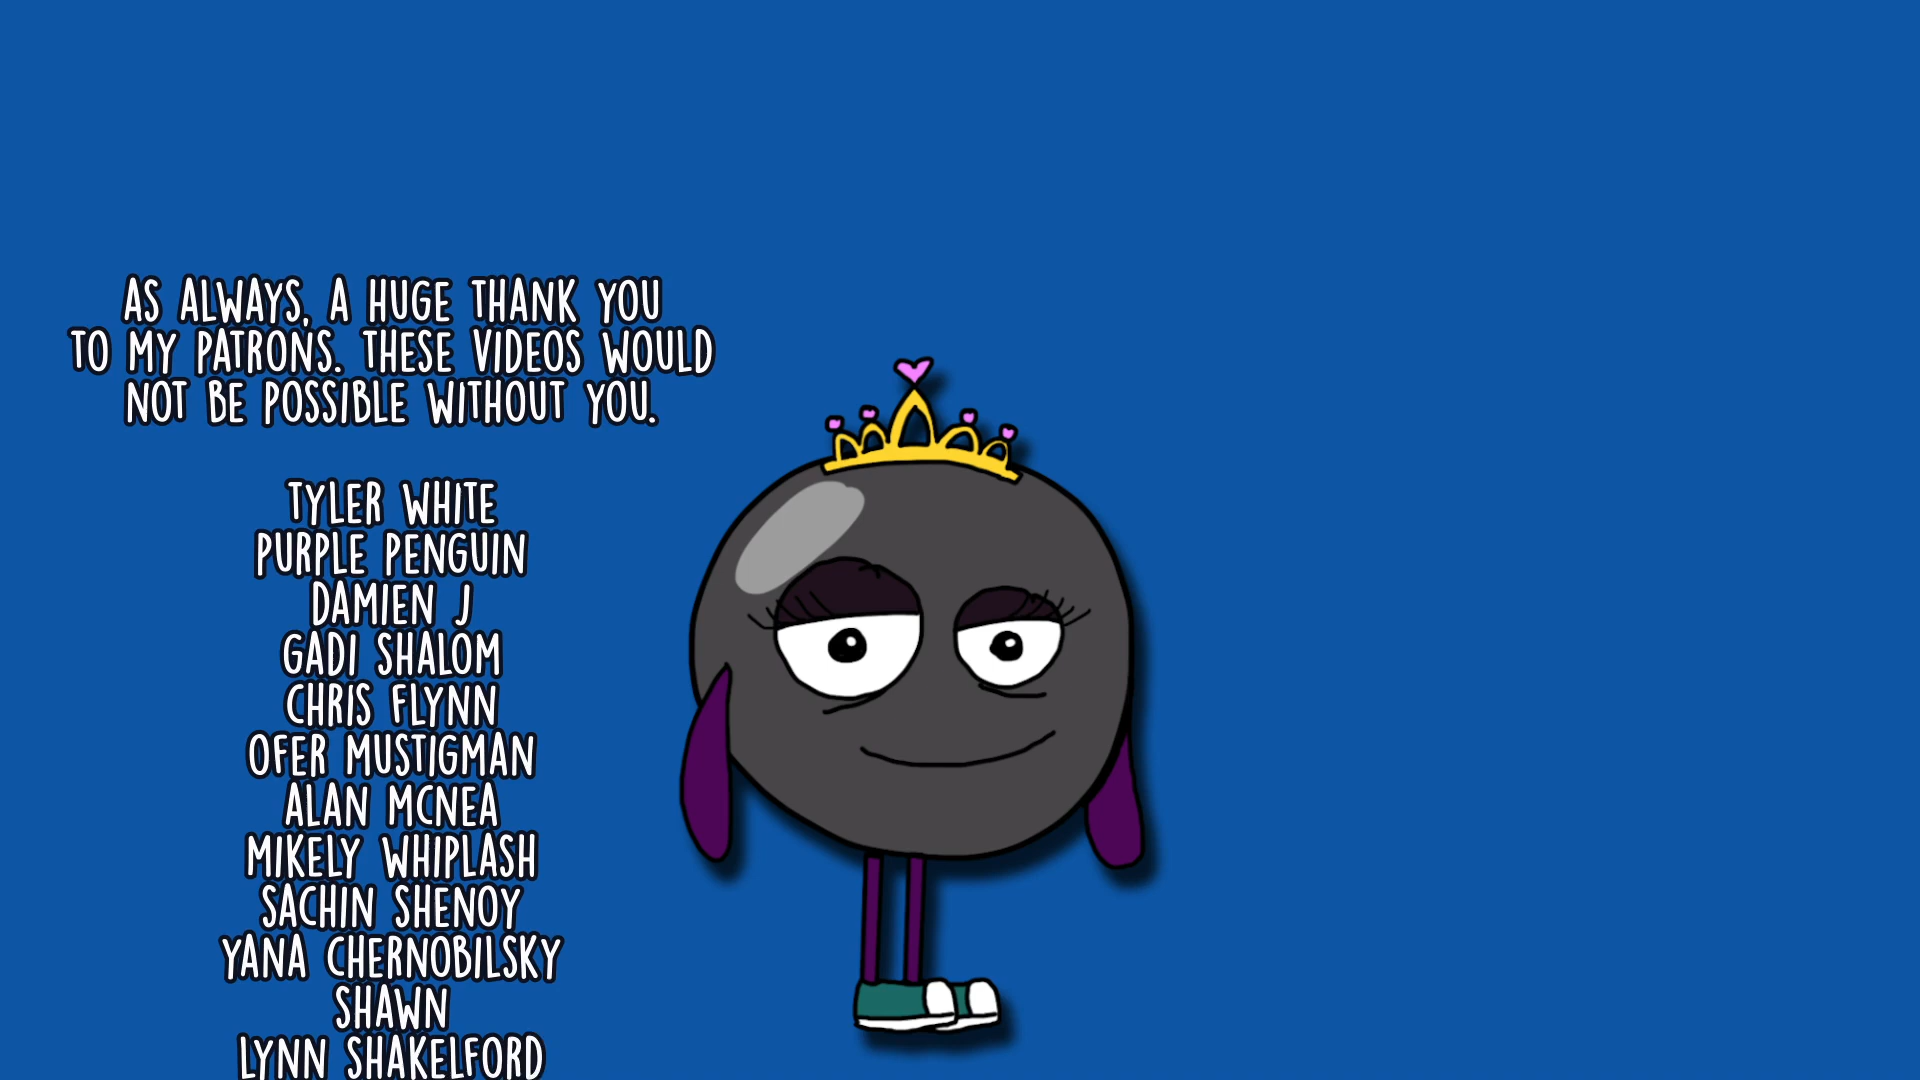 AS ALWAYS, A HUGE THANK YOU
TO MY PATRONS. THESE VIDEOS WOULD
NOT BE POSSIBLE WITHOUT YOU.
TYLER WHITE
PURPLE PENGUIN
DAMIEN J
GADI SHALOM
CHRIS FLYNN
OFER MUSTIGMAN
ALAN MCNEA
MIKELY WHIPLASH
SACHIN SHENOY
YANA CHERNOBILSKY
SHAWN
LYNN SHAKELFORD